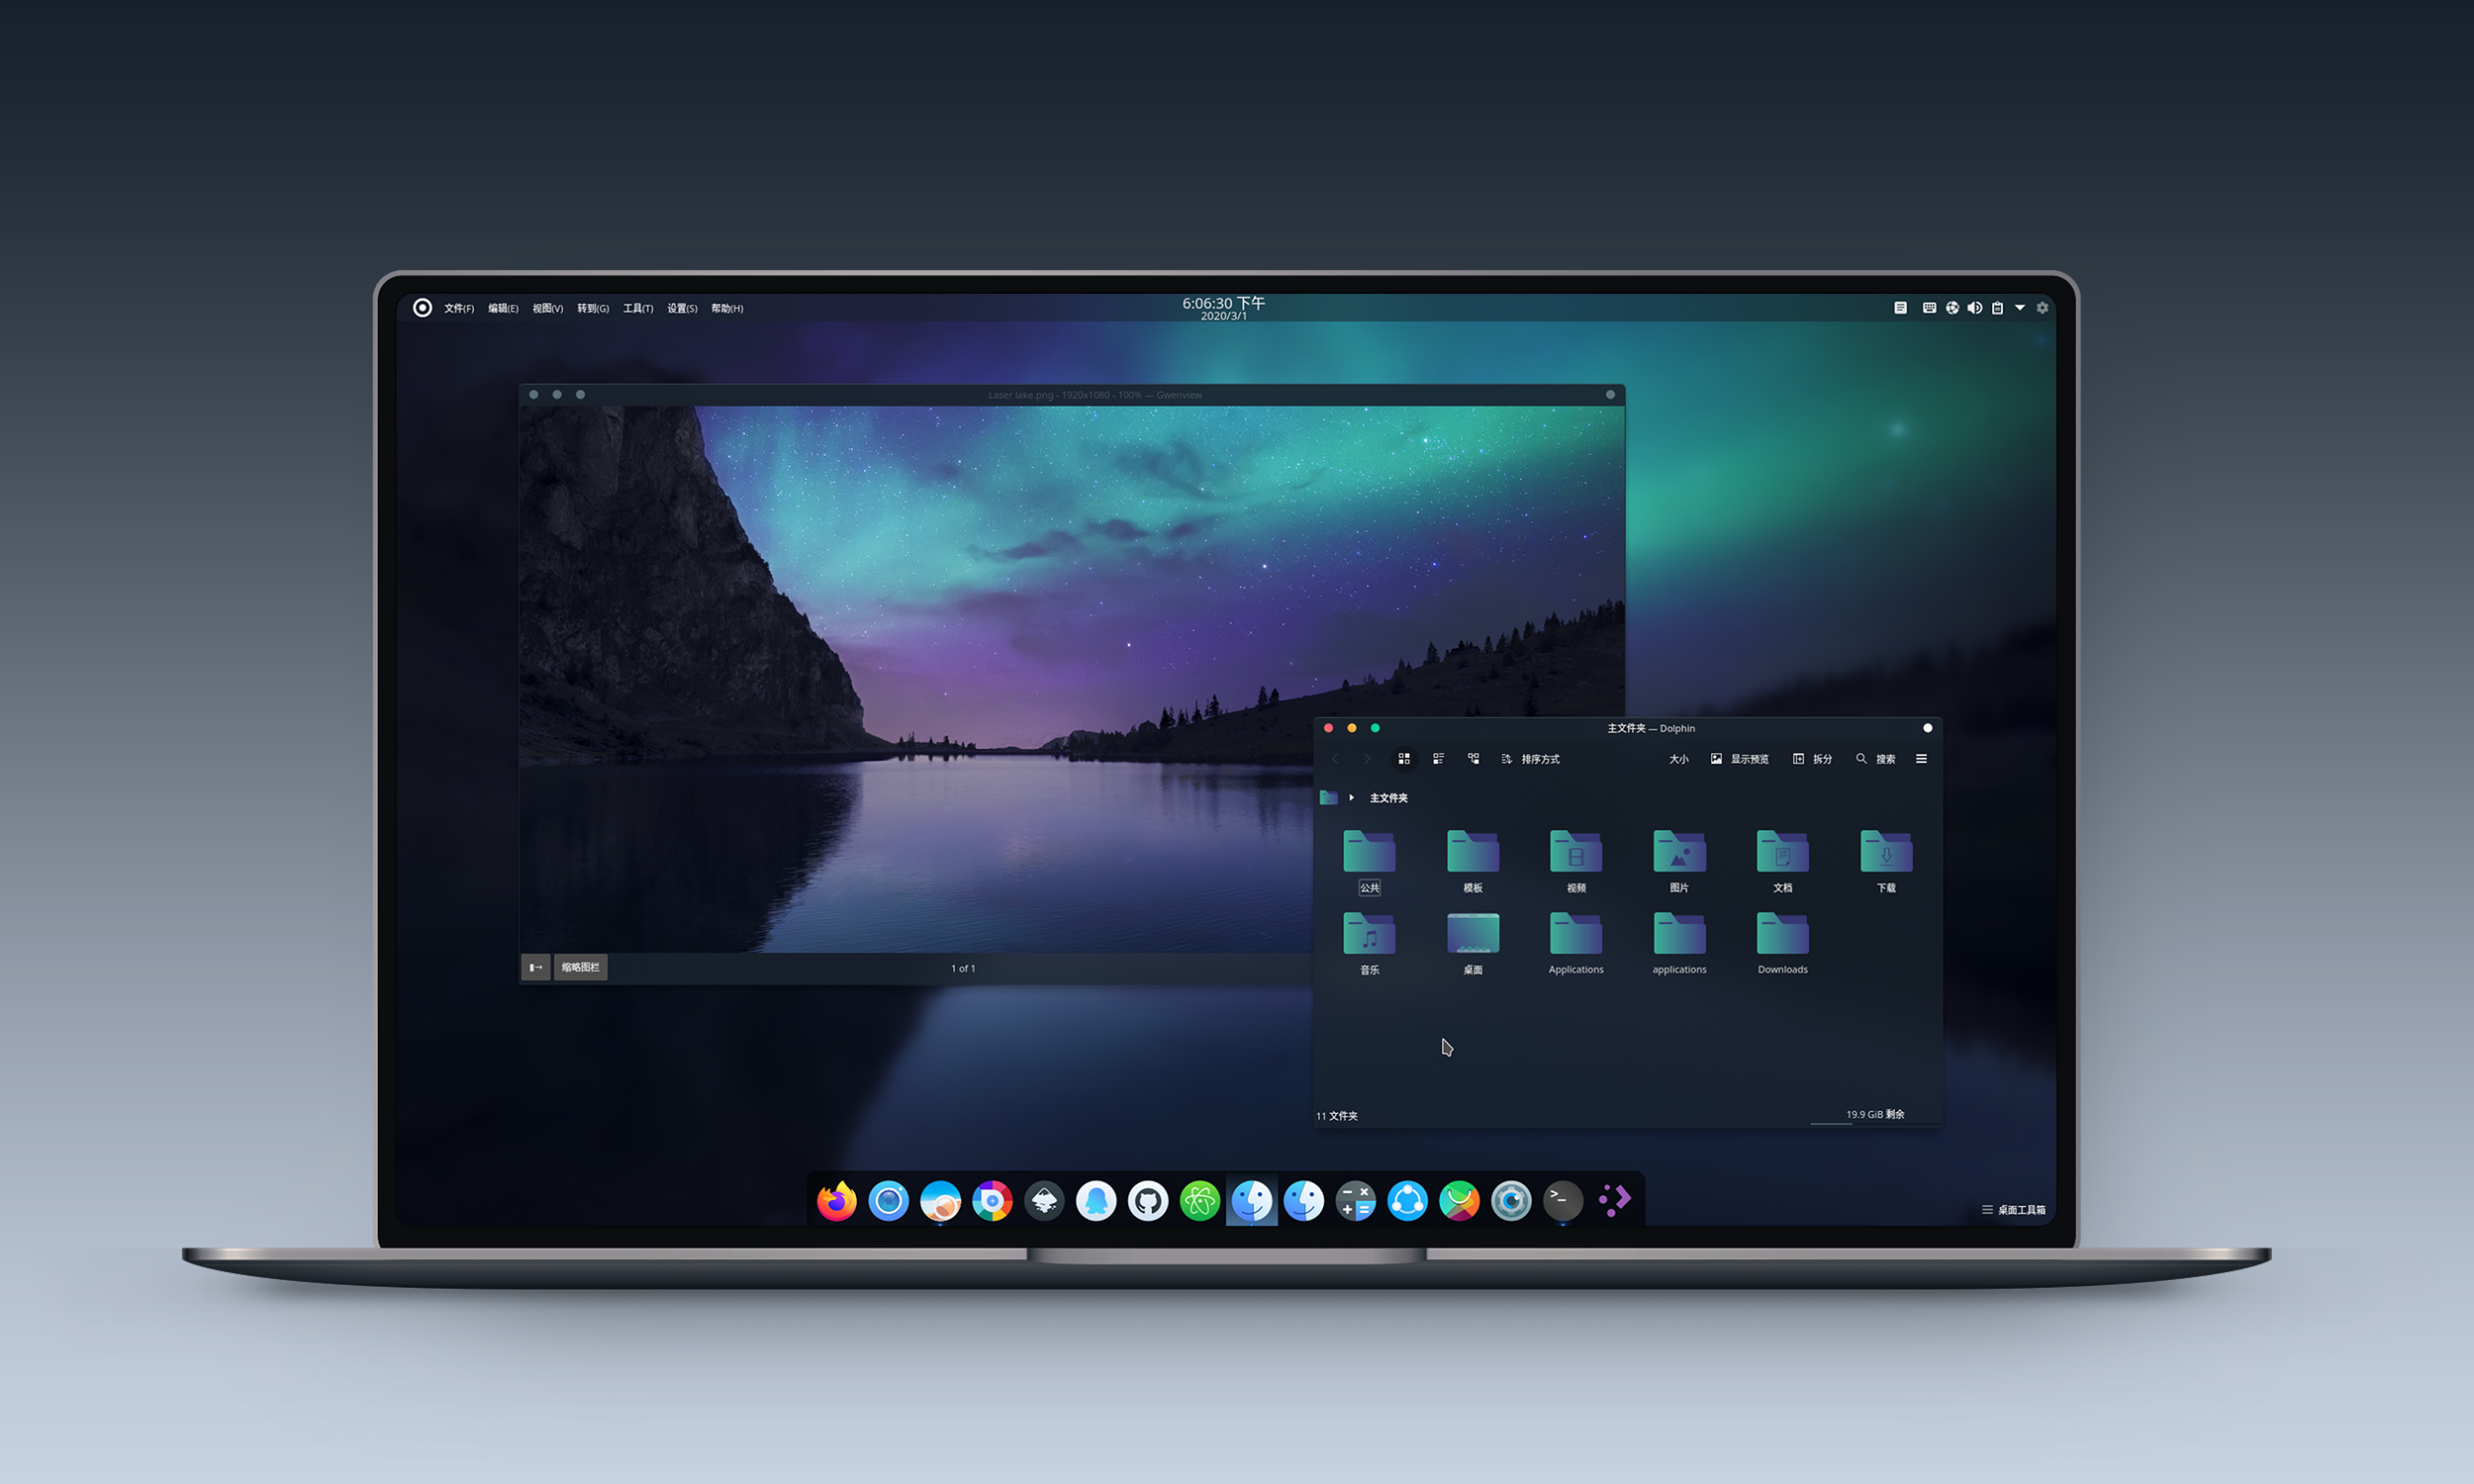 文件(F) 编辑(E) 视图(V) 转到(G) 工具(T) 设置(S) 帮助(H)
6:06:30 下午
2020/3/1
Laser lake.png - 1920x1080 - 100% — Gwenview
主文件夹 — Dolphin
排序方式 大小 显示预览 拆分 搜索
主文件夹
公共 模板 视频 图片 文档 下载
音乐 桌面 Applications applications Downloads
缩略图栏 1 of 1
11 文件夹 19.9 GiB 剩余
桌面工具箱